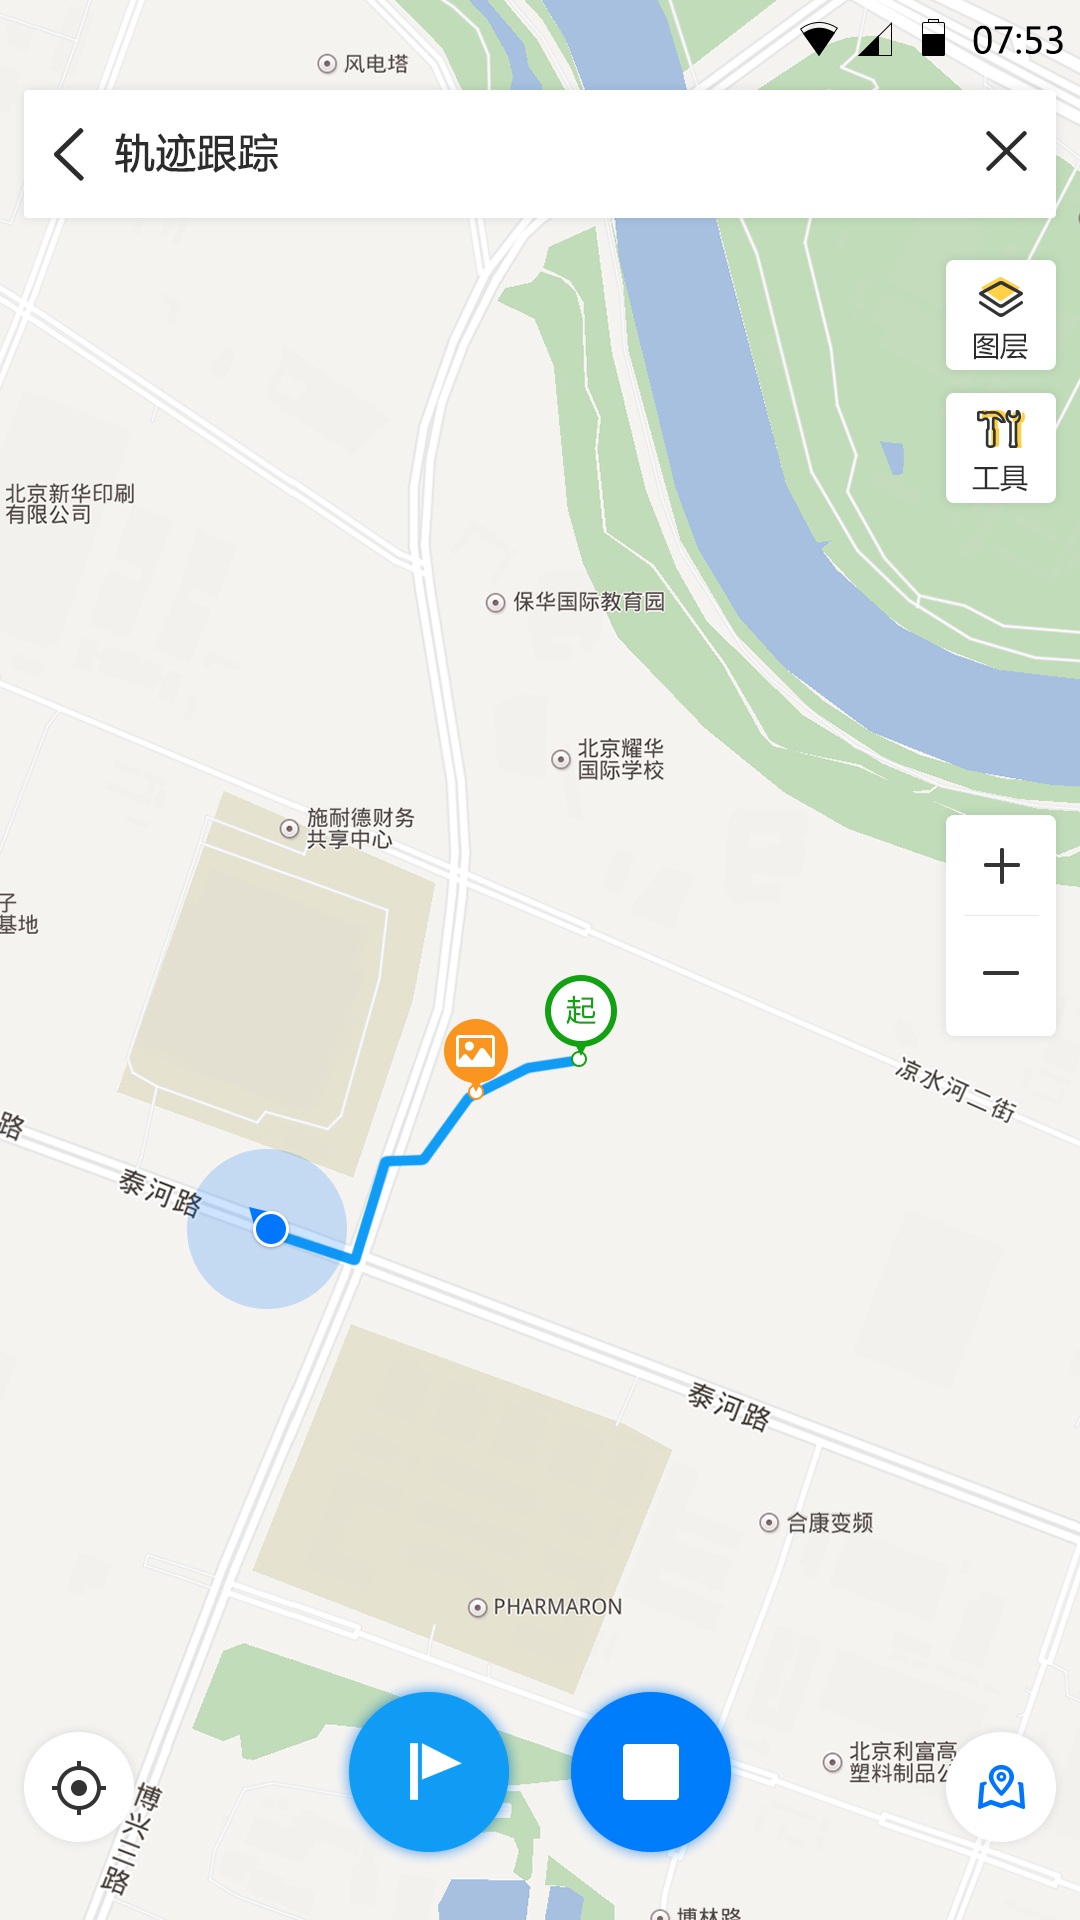 07:53
风电塔
轨迹跟踪
图层
工具
北京新华印刷
有限公司
保华国际教育园
北京耀华
国际学校
施耐德财务
共享中心
子
基地
起
凉水河二街
路
泰河路
泰河路
合康变频
PHARMARON
北京利富高
塑料制品公
博兴三路
博林路